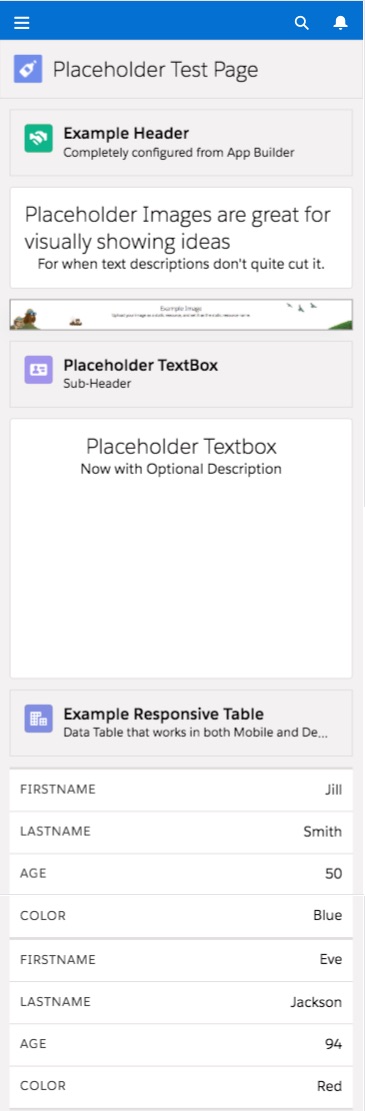 Placeholder Test Page
Example Header
Completely configured from App Builder
Placeholder Images are great for
visually showing ideas
For when text descriptions don't quite cut it.
Example Image
Placeholder TextBox
Sub-Header
Placeholder Textbox
Now with Optional Description
Example Responsive Table
Data Table that works in both Mobile and De...
FIRSTNAME Jill
LASTNAME Smith
AGE 50
COLOR Blue
FIRSTNAME Eve
LASTNAME Jackson
AGE 94
COLOR Red